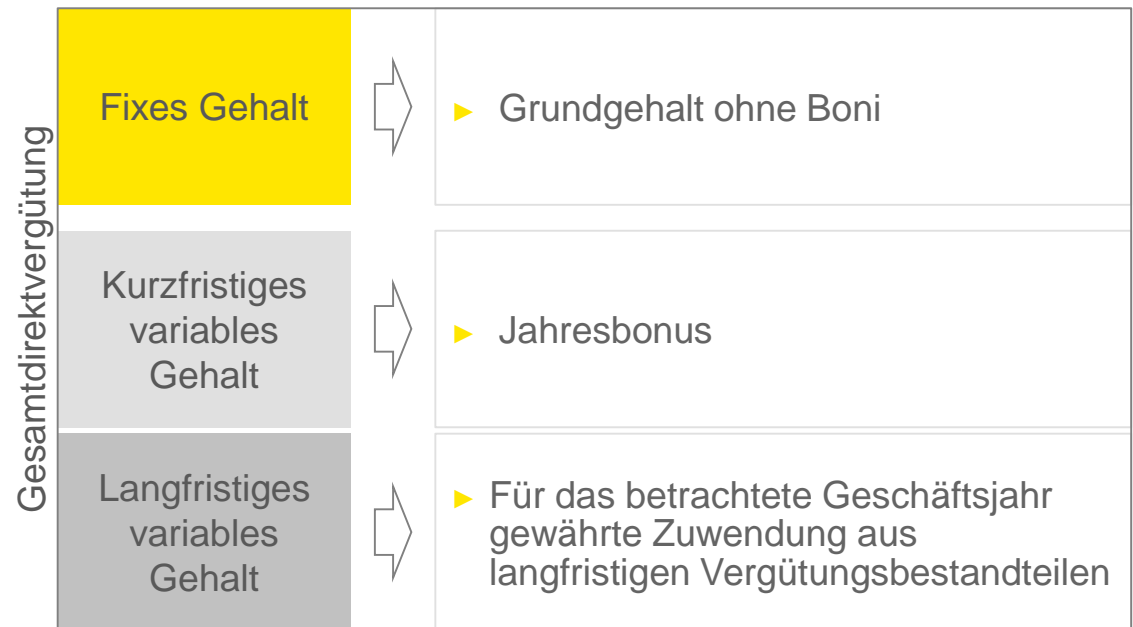 Gesamtdirektvergütung
Fixes Gehalt
► Grundgehalt ohne Boni
Kurzfristiges
variables
Gehalt
► Jahresbonus
Langfristiges
variables
Gehalt
► Für das betrachtete Geschäftsjahr
gewährte Zuwendung aus
langfristigen Vergütungsbestandteilen